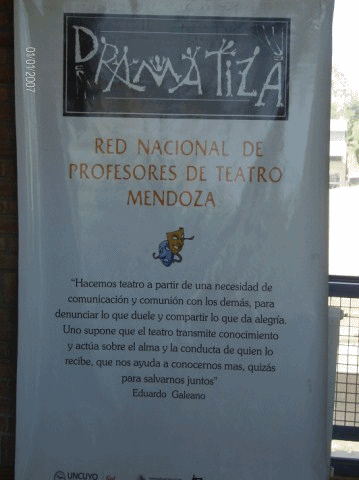 DRAMATIZA
RED NACIONAL DE
PROFESORES DE TEATRO
MENDOZA
"Hacemos teatro a partir de una necesidad de
comunicación y comunión con los demás, para
denunciar lo que duele y compartir lo que da alegría.
Uno supone que el teatro transmite conocimiento
y actúa sobre el alma y la conducta de quien lo
recibe, que nos ayuda a conocernos mas, quizás
para salvarnos juntos"
Eduardo Galeano
UNCUYO
01/01/2007